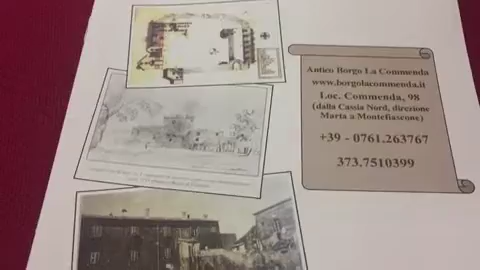 Antico Borgo La Commenda
www.borgolacommenda.it
Loc. Commenda, 98
(dalla Cassia Nord, direzione
Marta a Montefiascone)
+39 - 0761.263767
373.7510399